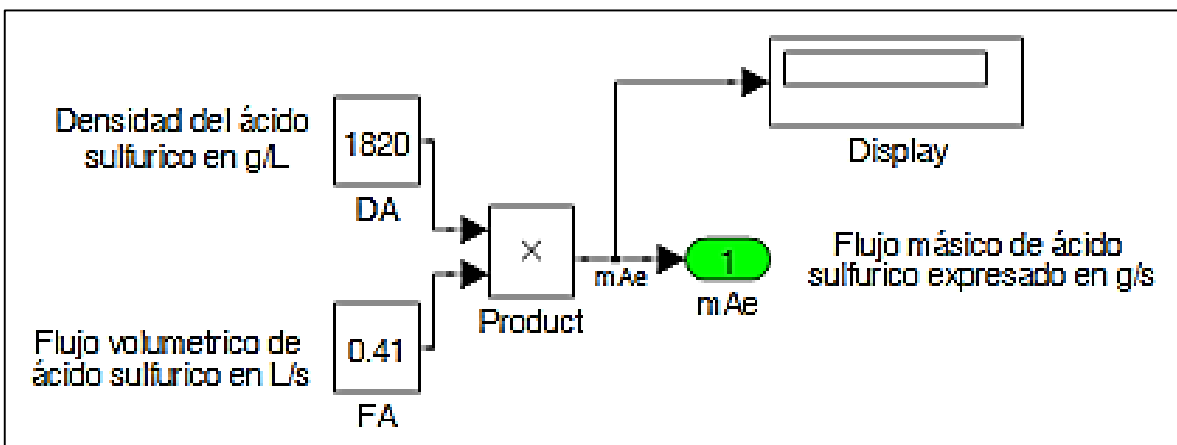 Densidad del ácido
sulfurico en g/L
1820
DA
Flujo volumetrico de
ácido sulfurico en L/s
0.41
FA
×
Product
mAe
Display
1
mAe
Flujo másico de ácido
sulfurico expresado en g/s